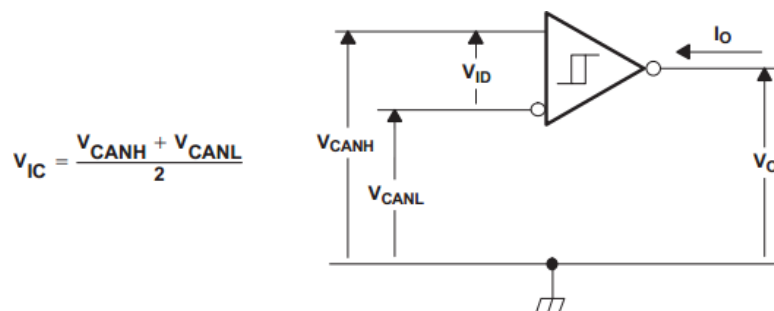 V_IC = (V_CANH + V_CANL) / 2
V_ID
I_O
V_CANH
V_CANL
V_O